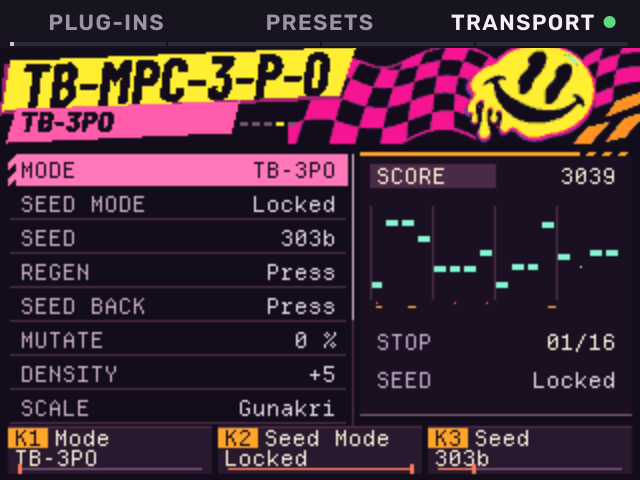 PLUG-INS PRESETS TRANSPORT
TB-MPC-3-P-O
TB-3PO
MODE TB-3PO
SEED MODE Locked
SEED 303b
REGEN Press
SEED BACK Press
MUTATE 0 %
DENSITY +5
SCALE Gunakri
SCORE 3039
STOP 01/16
SEED Locked
K1 Mode
TB-3PO
K2 Seed Mode
Locked
K3 Seed
303b